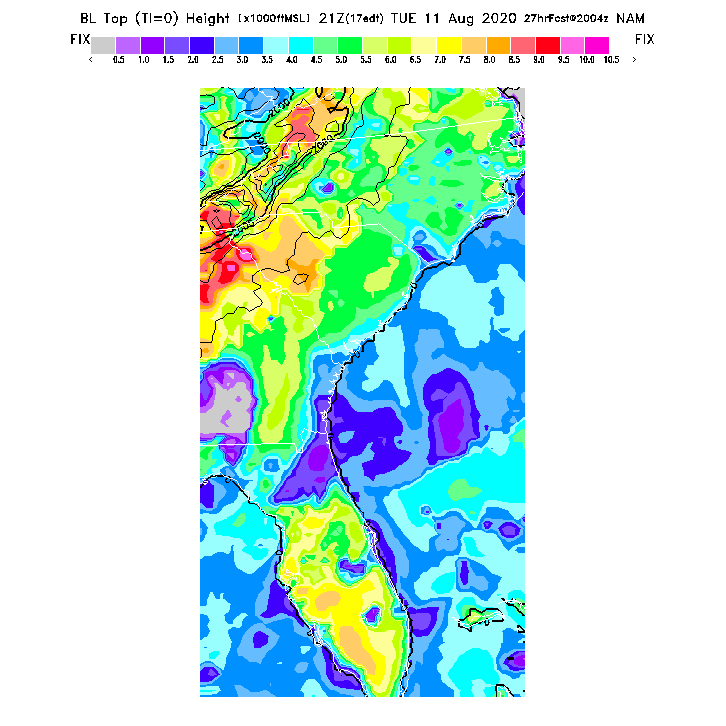 BL Top (TI=0) Height [x1000ftMSL] 21Z(17edt) TUE 11 Aug 2020 27hrFcst@2004z NAM
FIX FIX
< 0.5 1.0 1.5 2.0 2.5 3.0 3.5 4.0 4.5 5.0 5.5 6.0 6.5 7.0 7.5 8.0 8.5 9.0 9.5 10.0 10.5 >
2000
2000